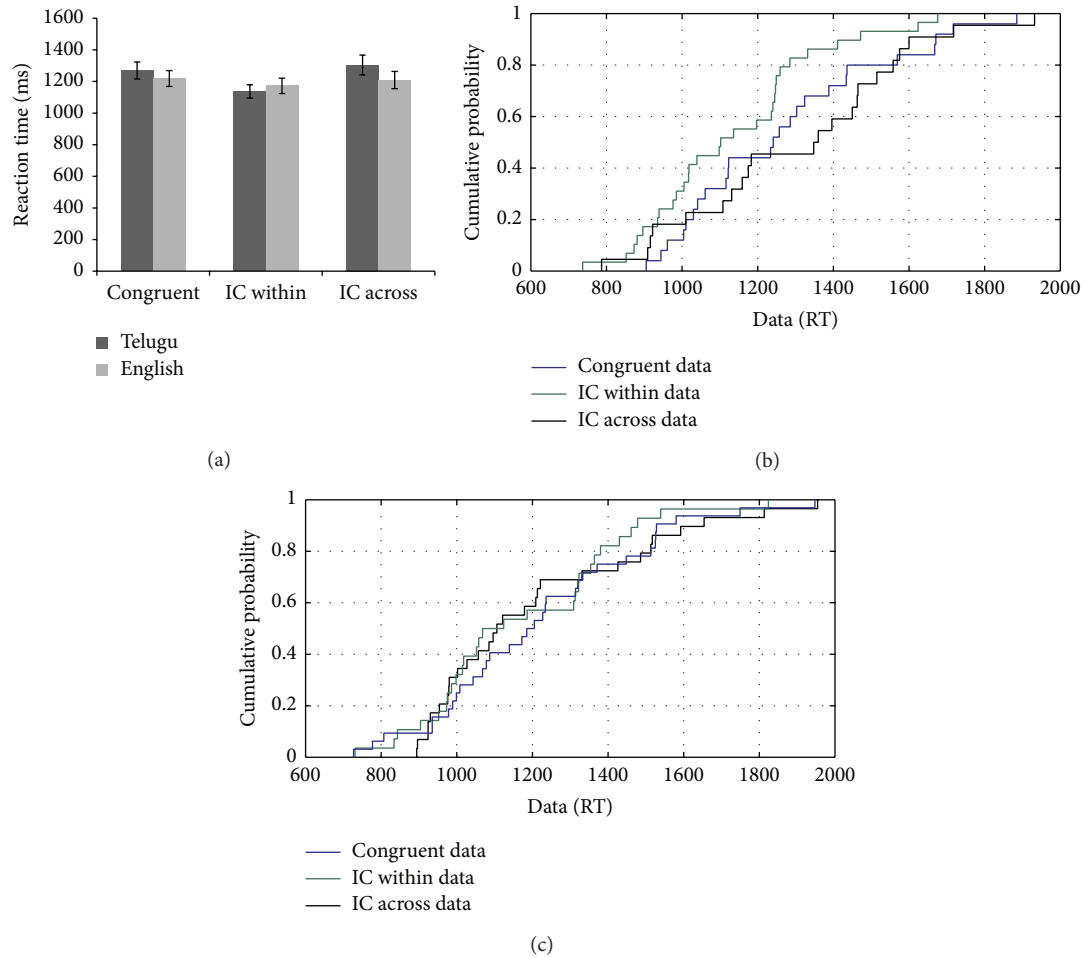 1600
1400
1200
1000
800
600
400
200
0
Reaction time (ms)
Congruent IC within IC across
Telugu
English
(a)
1
0.8
0.6
0.4
0.2
0
Cumulative probability
600 800 1000 1200 1400 1600 1800 2000
Data (RT)
Congruent data
IC within data
IC across data
(b)
1
0.8
0.6
0.4
0.2
0
Cumulative probability
600 800 1000 1200 1400 1600 1800 2000
Data (RT)
Congruent data
IC within data
IC across data
(c)